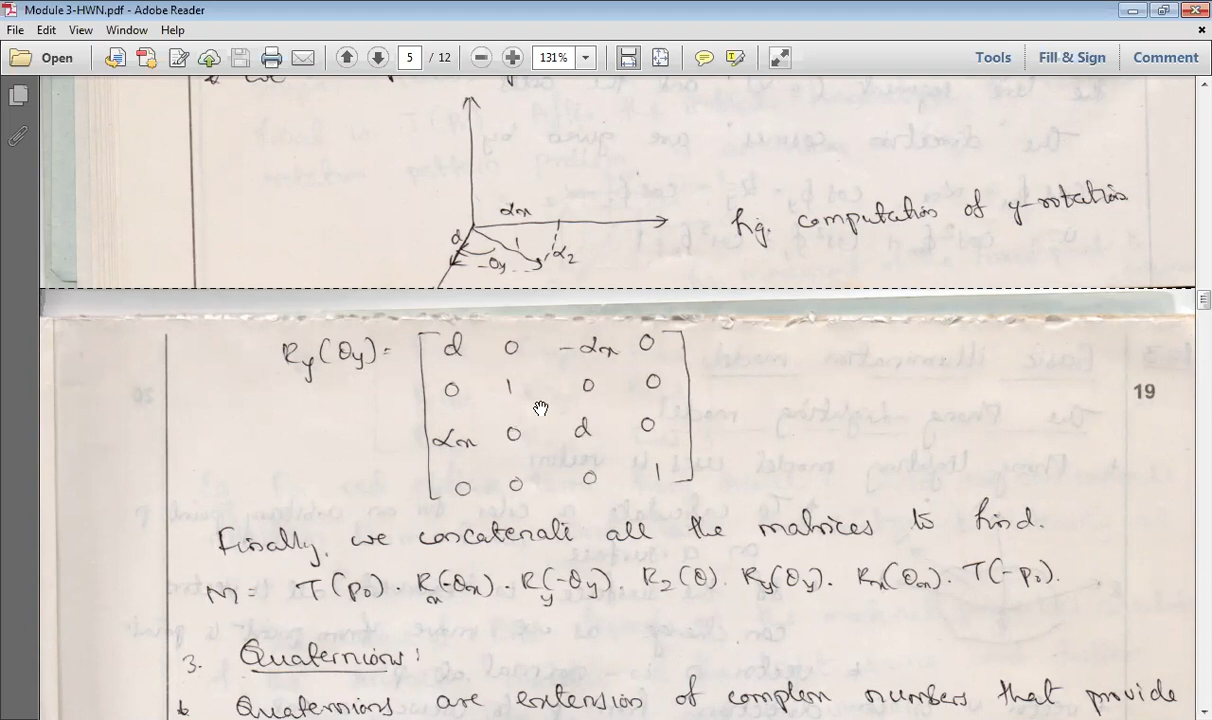 Module 3-HWN.pdf - Adobe Reader
File Edit View Window Help
Open 5 / 12 131% Tools Fill & Sign Comment
αx
d
-θy
1
α2
fig. computation of y-rotation
Ry(θy)=
d 0 -αx 0
0 1 0 0
αx 0 d 0
0 0 0 1
19
Finally, we concatenate all the matrices to find.
M = T(p0) · Rx(-θx) · Ry(-θy) · Rz(θ) · Ry(θy) · Rx(θx) · T(-p0).
3. Quaternions:
Quaternions are extension of complex numbers that provide